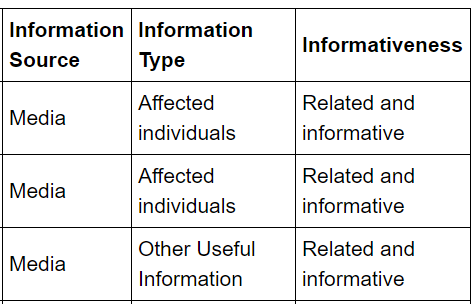 Information Source
Information Type
Informativeness
Media
Affected individuals
Related and informative
Media
Affected individuals
Related and informative
Media
Other Useful Information
Related and informative